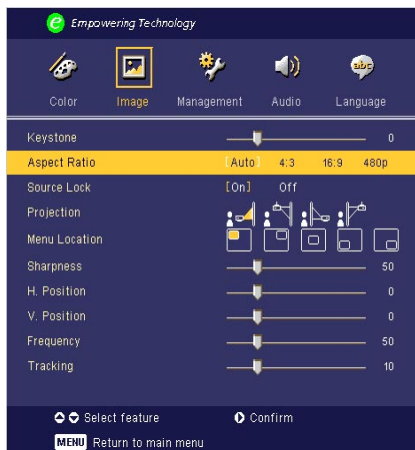 e Empowering Technology
Color Image Management Audio abc Language
Keystone 0
Aspect Ratio [Auto] 4:3 16:9 480p
Source Lock [On] Off
Projection
Menu Location
Sharpness 50
H. Position 0
V. Position 0
Frequency 50
Tracking 10
Select feature Confirm
MENU Return to main menu